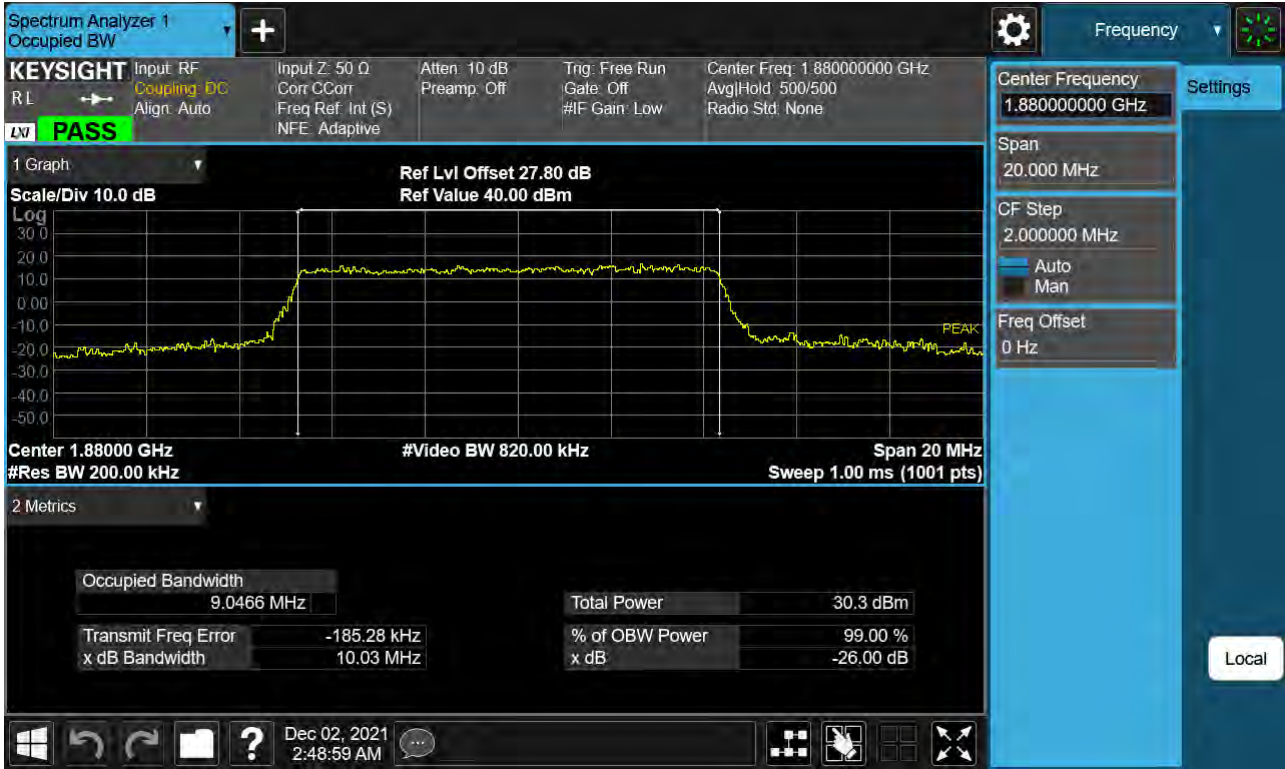 Spectrum Analyzer 1
Occupied BW
Frequency
KEYSIGHT
RL
LXI
PASS
Input: RF
Coupling: DC
Align: Auto
Input Z: 50 Ω
Corr CCorr
Freq Ref: Int (S)
NFE: Adaptive
Atten: 10 dB
Preamp: Off
Trig: Free Run
Gate: Off
#IF Gain: Low
Center Freq: 1.880000000 GHz
Avg|Hold: 500/500
Radio Std: None
Center Frequency
1.880000000 GHz
Settings
Span
20.000 MHz
CF Step
2.000000 MHz
Auto
Man
Freq Offset
0 Hz
Local
1 Graph
Scale/Div 10.0 dB
Ref Lvl Offset 27.80 dB
Ref Value 40.00 dBm
Log
30.0
20.0
10.0
0.00
-10.0
-20.0
-30.0
-40.0
-50.0
PEAK
Center 1.88000 GHz
#Video BW 820.00 kHz
Span 20 MHz
#Res BW 200.00 kHz
Sweep 1.00 ms (1001 pts)
2 Metrics
Occupied Bandwidth
9.0466 MHz
Total Power 30.3 dBm
Transmit Freq Error -185.28 kHz
% of OBW Power 99.00 %
x dB Bandwidth 10.03 MHz
x dB -26.00 dB
?
Dec 02, 2021
2:48:59 AM